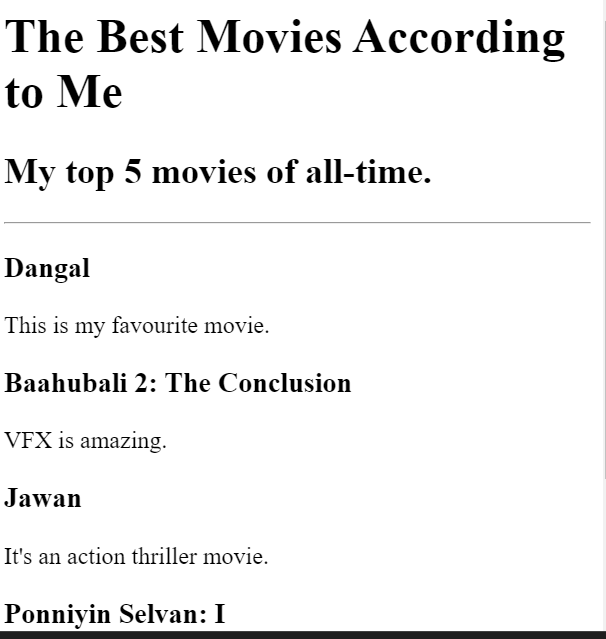 The Best Movies According
to Me
My top 5 movies of all-time.
Dangal
This is my favourite movie.
Baahubali 2: The Conclusion
VFX is amazing.
Jawan
It's an action thriller movie.
Ponniyin Selvan: I